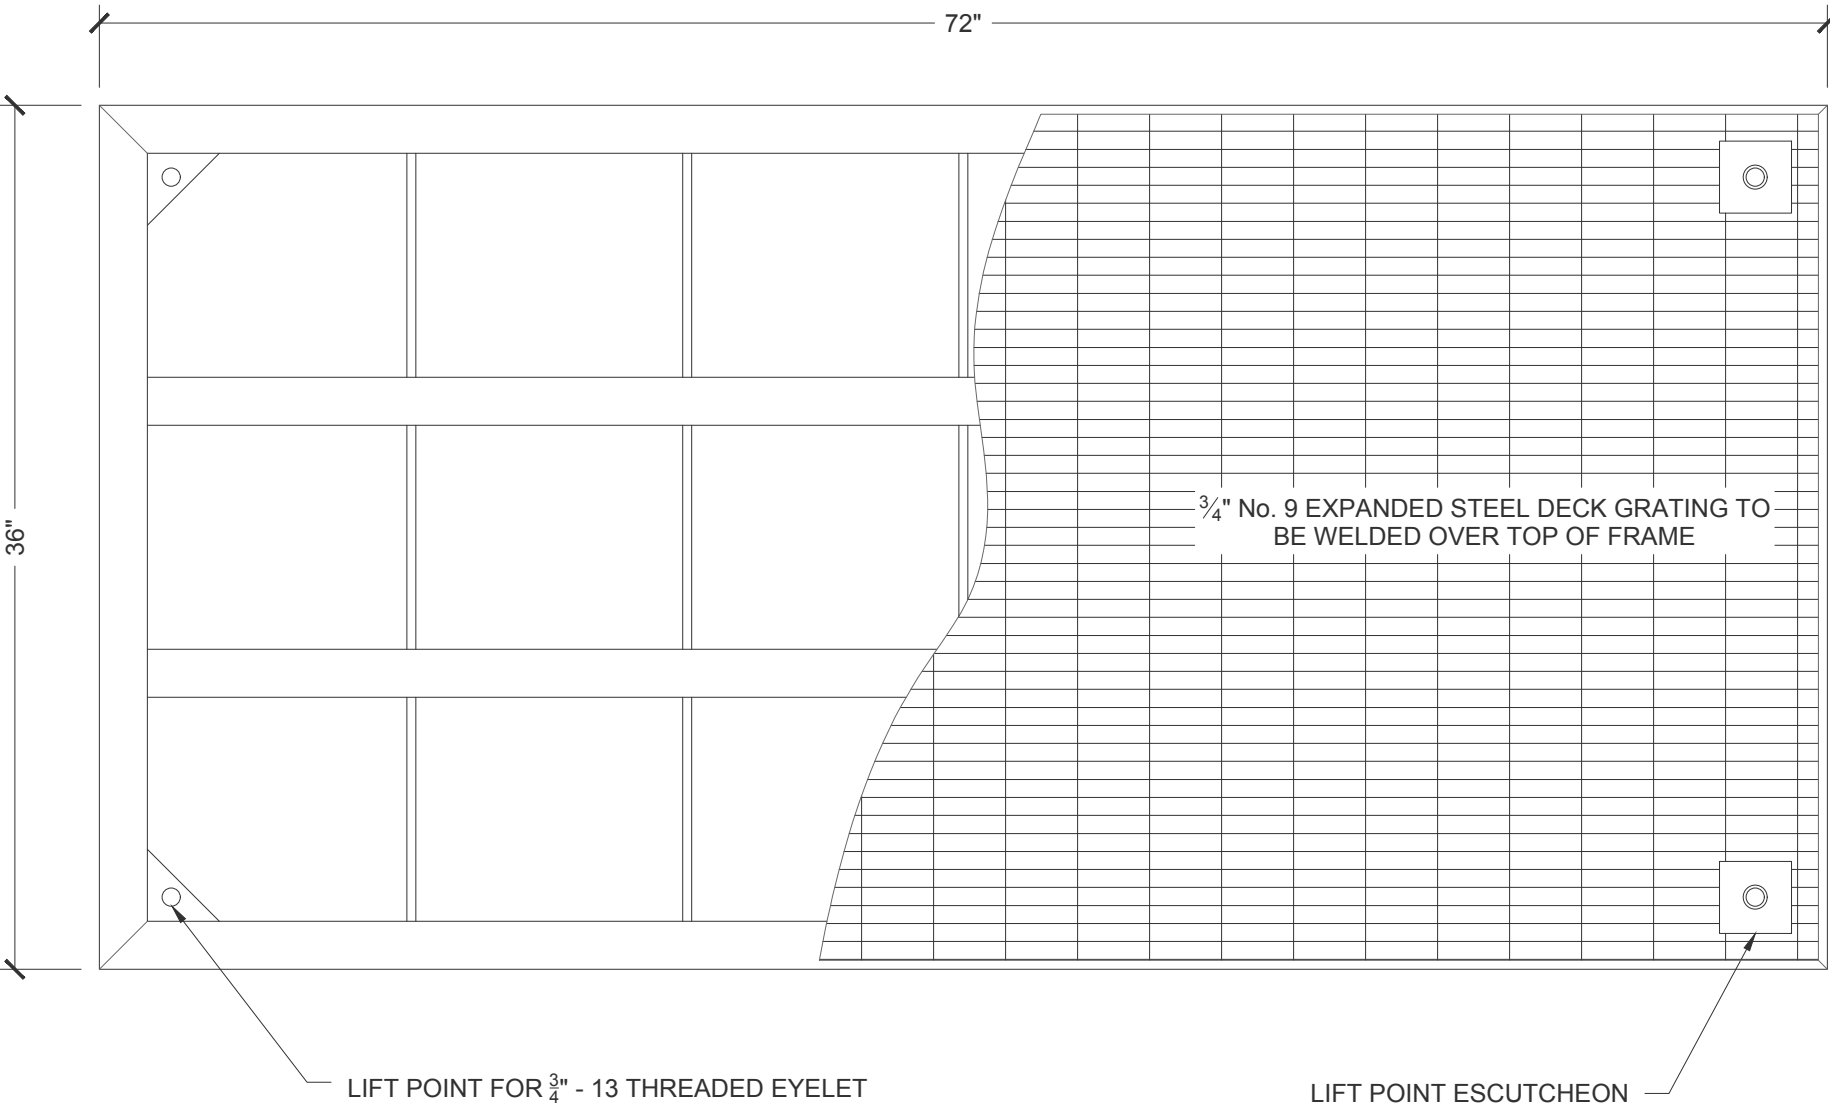 72"
36"
¾" No. 9 EXPANDED STEEL DECK GRATING TO
BE WELDED OVER TOP OF FRAME
LIFT POINT FOR ¾" - 13 THREADED EYELET
LIFT POINT ESCUTCHEON